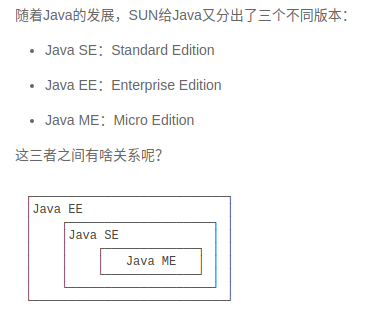 随着Java的发展，SUN给Java又分出了三个不同版本：
• Java SE：Standard Edition
• Java EE：Enterprise Edition
• Java ME：Micro Edition
这三者之间有啥关系呢？
Java EE
Java SE
Java ME